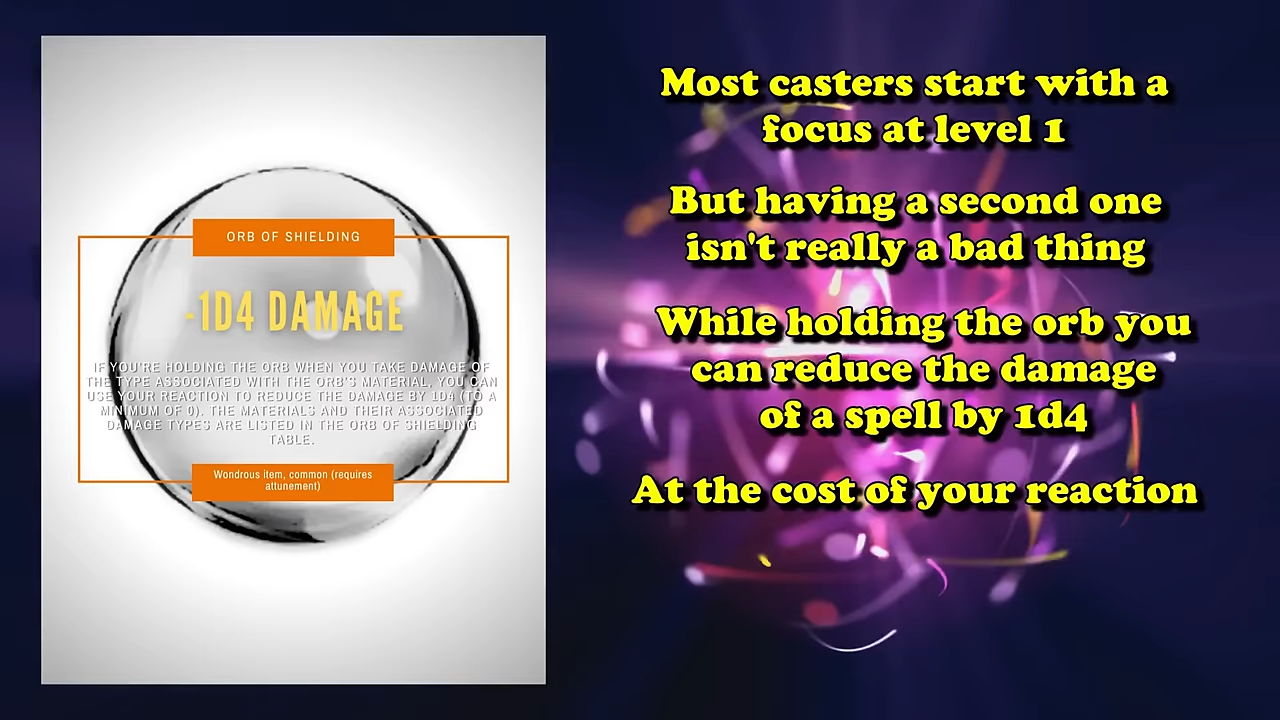 ORB OF SHIELDING
-1D4 DAMAGE
IF YOU'RE HOLDING THE ORB WHEN YOU TAKE DAMAGE OF
THE TYPE ASSOCIATED WITH THE ORB'S MATERIAL, YOU CAN
USE YOUR REACTION TO REDUCE THE DAMAGE BY 1D4 (TO A
MINIMUM OF 0). THE MATERIALS AND THEIR ASSOCIATED
DAMAGE TYPES ARE LISTED IN THE ORB OF SHIELDING
TABLE.
Wondrous item, common (requires
attunement)
Most casters start with a
focus at level 1
But having a second one
isn't really a bad thing
While holding the orb you
can reduce the damage
of a spell by 1d4
At the cost of your reaction